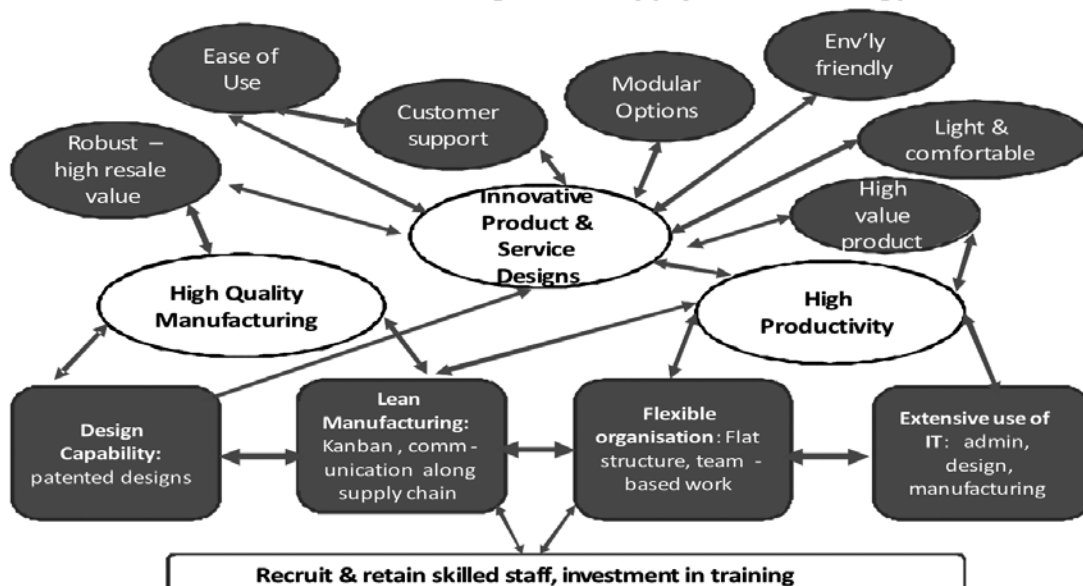 Ease of
Use
Env'ly
friendly
Modular
Options
Customer
support
Robust –
high resale
value
Light &
comfortable
High
value
product
Innovative
Product &
Service
Designs
High Quality
Manufacturing
High
Productivity
Design
Capability:
patented designs
Lean
Manufacturing:
Kanban , comm -
unication along
supply chain
Flexible
organisation : Flat
structure, team -
based work
Extensive use of
IT: admin,
design,
manufacturing
Recruit & retain skilled staff, investment in training